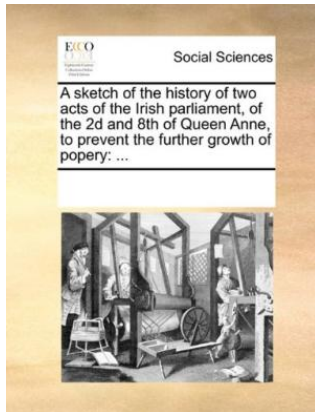 ECCO
Social Sciences
A sketch of the history of two
acts of the Irish parliament, of
the 2d and 8th of Queen Anne,
to prevent the further growth of
popery: ...